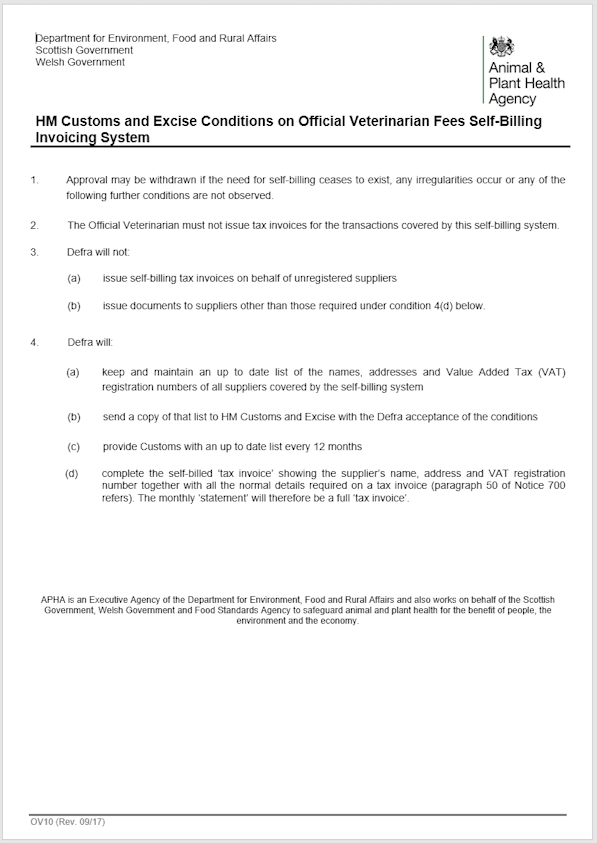 Department for Environment, Food and Rural Affairs
Scottish Government
Welsh Government
Animal &
Plant Health
Agency
HM Customs and Excise Conditions on Official Veterinarian Fees Self-Billing
Invoicing System
1. Approval may be withdrawn if the need for self-billing ceases to exist, any irregularities occur or any of the
following further conditions are not observed.
2. The Official Veterinarian must not issue tax invoices for the transactions covered by this self-billing system.
3. Defra will not:
(a) issue self-billing tax invoices on behalf of unregistered suppliers
(b) issue documents to suppliers other than those required under condition 4(d) below.
4. Defra will:
(a) keep and maintain an up to date list of the names, addresses and Value Added Tax (VAT)
registration numbers of all suppliers covered by the self-billing system
(b) send a copy of that list to HM Customs and Excise with the Defra acceptance of the conditions
(c) provide Customs with an up to date list every 12 months
(d) complete the self-billed ‘tax invoice’ showing the supplier’s name, address and VAT registration
number together with all the normal details required on a tax invoice (paragraph 50 of Notice 700
refers). The monthly ‘statement’ will therefore be a full ‘tax invoice’.
APHA is an Executive Agency of the Department for Environment, Food and Rural Affairs and also works on behalf of the Scottish
Government, Welsh Government and Food Standards Agency to safeguard animal and plant health for the benefit of people, the
environment and the economy.
OV10 (Rev. 09/17)